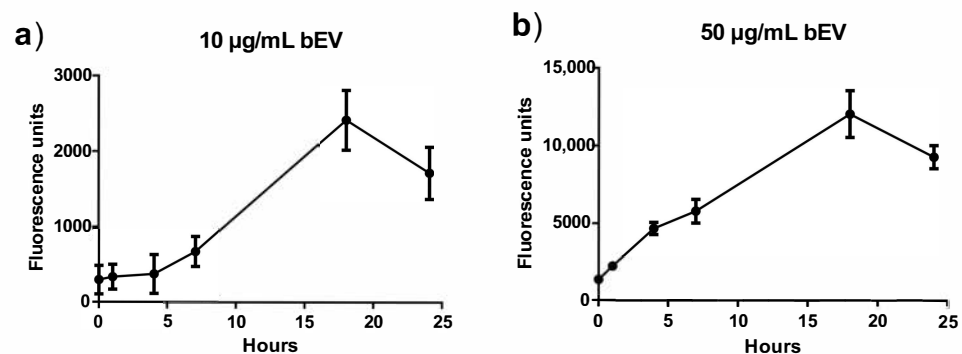 a)
10 µg/mL bEV
Fluorescence units
3000
2000
1000
0
0 5 10 15 20 25
Hours
b)
50 µg/mL bEV
Fluorescence units
15,000
10,000
5000
0
0 5 10 15 20 25
Hours